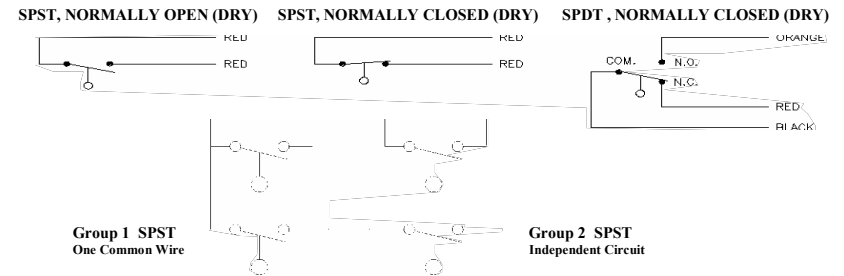 SPST, NORMALLY OPEN (DRY) SPST, NORMALLY CLOSED (DRY) SPDT , NORMALLY CLOSED (DRY)
RED RED ORANGE
RED RED COM. N.O.
N.C.
RED
BLACK
Group 1 SPST Group 2 SPST
One Common Wire Independent Circuit